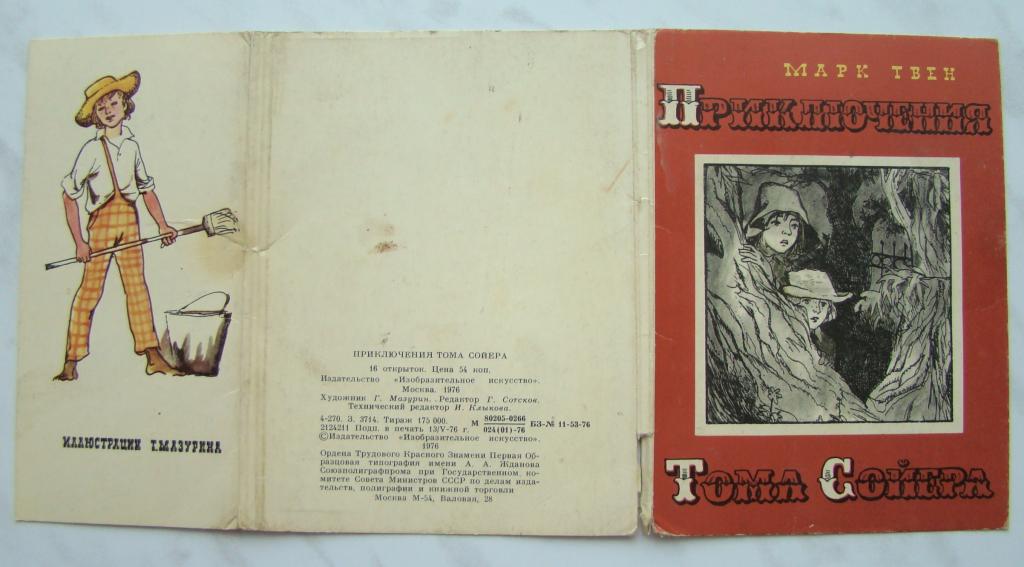 ИЛЛЮСТРАЦИИ Г. МАЗУРИНА
ПРИКЛЮЧЕНИЯ ТОМА СОЙЕРА
16 открыток. Цена 54 коп.
Издательство «Изобразительное искусство».
Москва. 1976
Художник Г. Мазурин. Редактор Г. Сотсков.
Технический редактор И. Клыкова.
4-270. З. 3714. Тираж 175 000. М 80205-0266
2124211 Подп. в печать 13/V-76 г. 024(01)-76 БЗ-№ 11-53-76
©Издательство «Изобразительное искусство».
1976
Ордена Трудового Красного Знамени Первая Об-
разцовая типография имени А. А. Жданова
Союзполиграфпрома при Государственном ко-
митете Совета Министров СССР по делам изда-
тельств, полиграфии и книжной торговли
Москва М-54, Валовая, 28
МАРК ТВЕН
ПРИКЛЮЧЕНИЯ
ТОМА СОЙЕРА